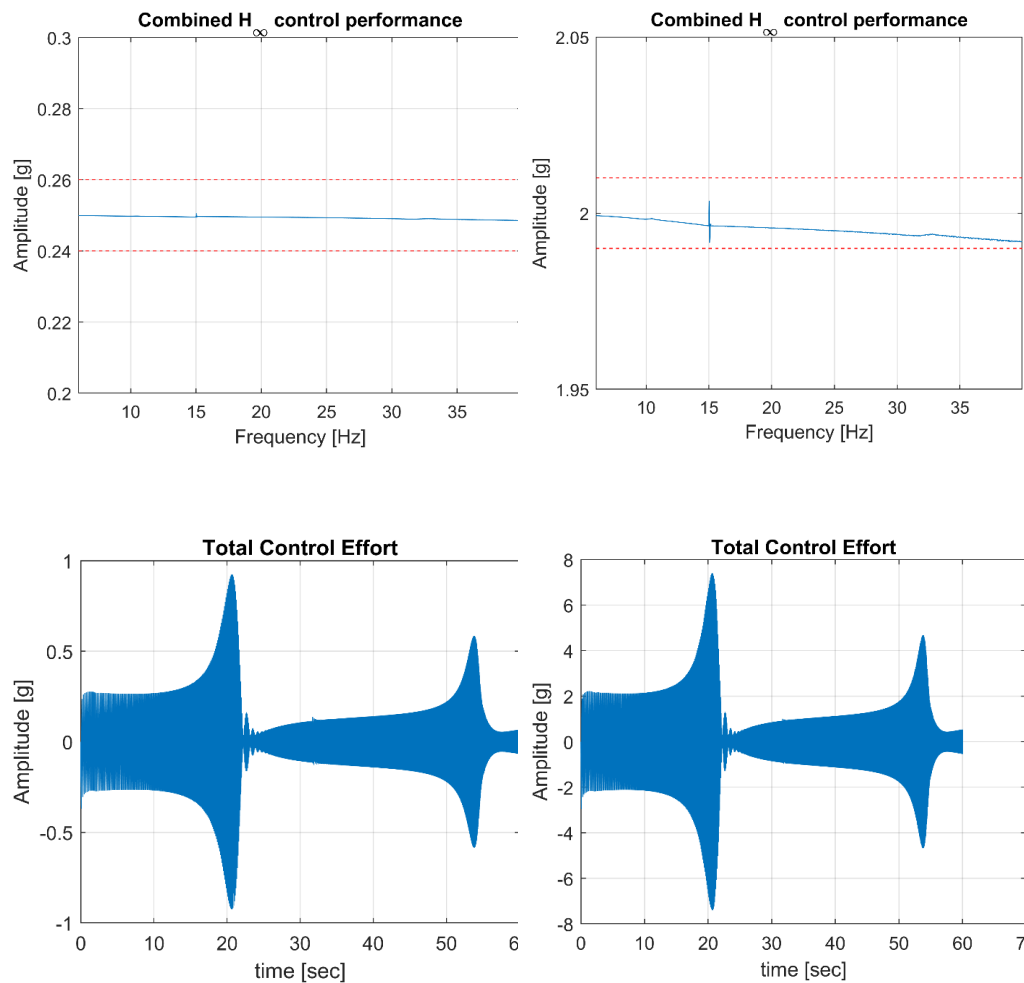 Combined H∞ control performance
0.3
0.28
0.26
0.24
0.22
0.2
Amplitude [g]
10 15 20 25 30 35
Frequency [Hz]
Combined H∞ control performance
2.05
2
1.95
Amplitude [g]
10 15 20 25 30 35
Frequency [Hz]
Total Control Effort
1
0.5
0
-0.5
-1
Amplitude [g]
0 10 20 30 40 50 6
time [sec]
Total Control Effort
8
6
4
2
0
-2
-4
-6
-8
Amplitude [g]
0 10 20 30 40 50 60 7
time [sec]